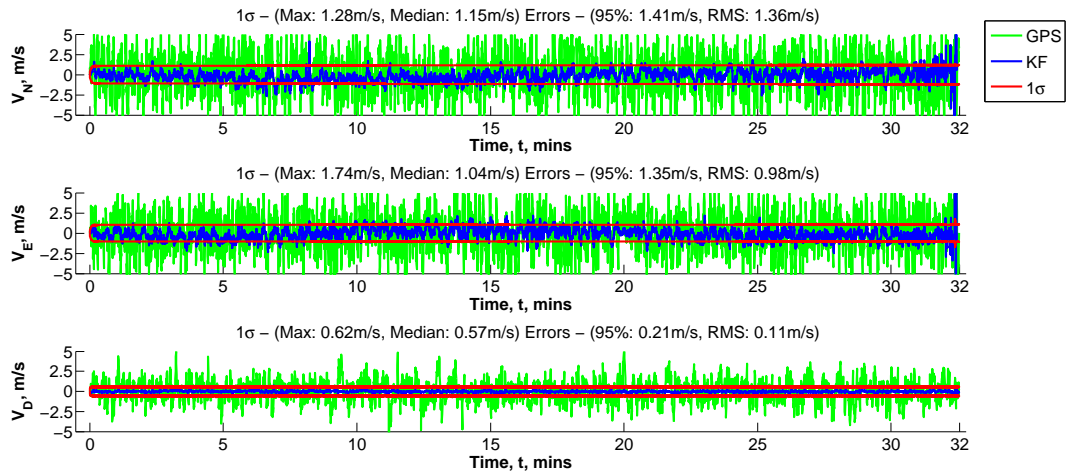 1σ − (Max: 1.28m/s, Median: 1.15m/s) Errors − (95%: 1.41m/s, RMS: 1.36m/s)
5
2.5
0
−2.5
−5
V_N, m/s
0 5 10 15 20 25 30 32
Time, t, mins
GPS
KF
1σ
1σ − (Max: 1.74m/s, Median: 1.04m/s) Errors − (95%: 1.35m/s, RMS: 0.98m/s)
5
2.5
0
−2.5
−5
V_E, m/s
0 5 10 15 20 25 30 32
Time, t, mins
1σ − (Max: 0.62m/s, Median: 0.57m/s) Errors − (95%: 0.21m/s, RMS: 0.11m/s)
5
2.5
0
−2.5
−5
V_D, m/s
0 5 10 15 20 25 30 32
Time, t, mins